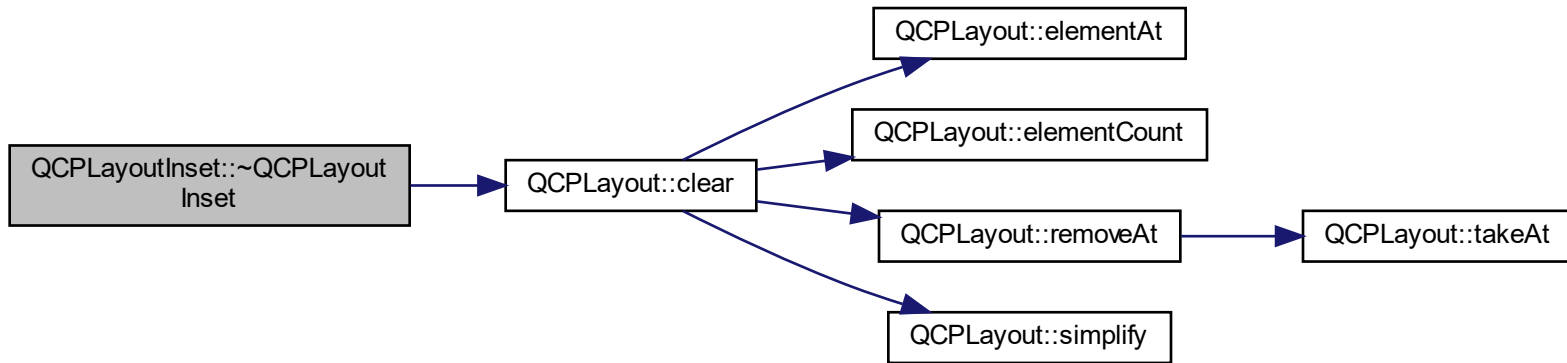 QCPLayoutInset::~QCPLayout
Inset
QCPLayout::clear
QCPLayout::elementAt
QCPLayout::elementCount
QCPLayout::removeAt
QCPLayout::takeAt
QCPLayout::simplify